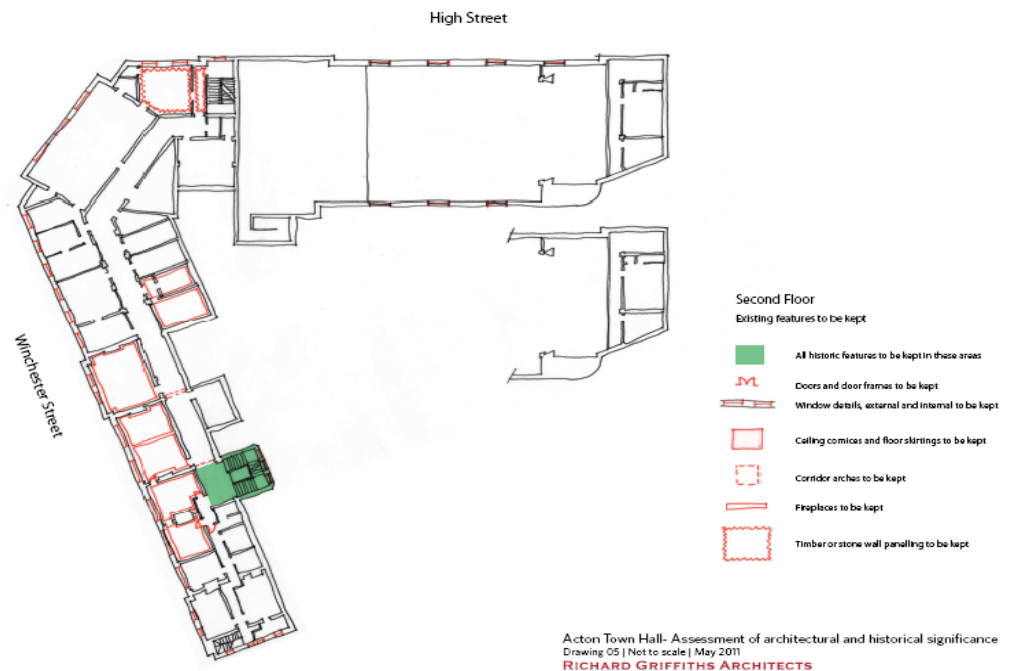 High Street
Winchester Street
Second Floor
Existing features to be kept
All historic features to be kept in these areas
Doors and door frames to be kept
Window details, external and internal to be kept
Ceiling cornices and floor skirtings to be kept
Corridor arches to be kept
Fireplaces to be kept
Timber or stone wall panelling to be kept
Acton Town Hall- Assessment of architectural and historical significance
Drawing 05 | Not to scale | May 2011
RICHARD GRIFFITHS ARCHITECTS